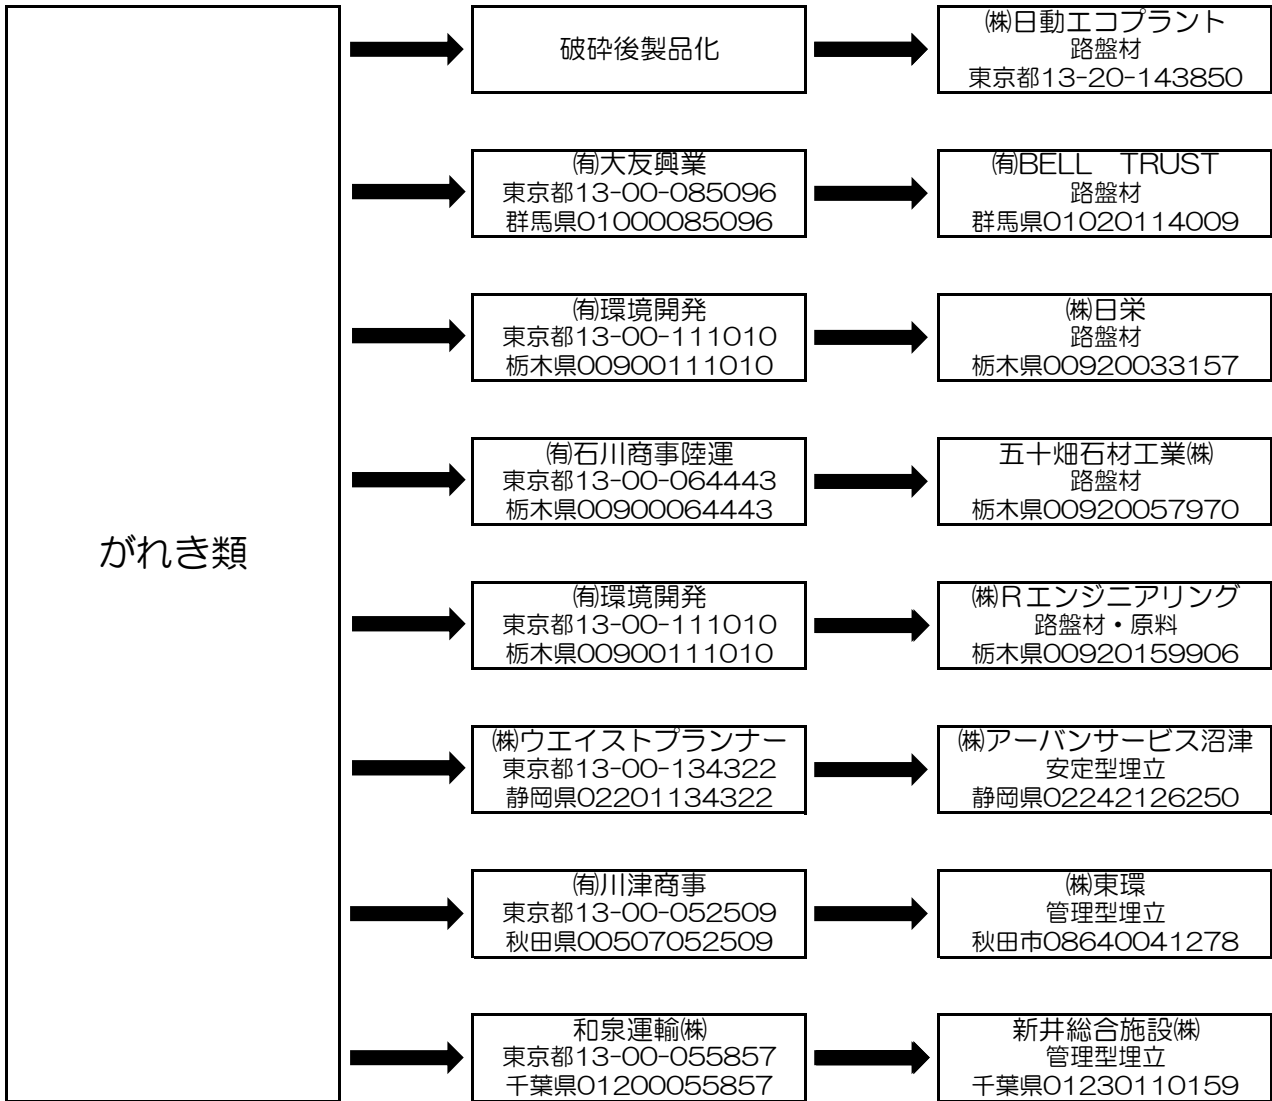 がれき類
破砕後製品化
㈱日動エコプラント
路盤材
東京都13-20-143850
㈲大友興業
東京都13-00-085096
群馬県01000085096
㈲BELL　TRUST
路盤材
群馬県01020114009
㈲環境開発
東京都13-00-111010
栃木県00900111010
㈱日栄
路盤材
栃木県00920033157
㈲石川商事陸運
東京都13-00-064443
栃木県00900064443
五十畑石材工業㈱
路盤材
栃木県00920057970
㈲環境開発
東京都13-00-111010
栃木県00900111010
㈱Rエンジニアリング
路盤材・原料
栃木県00920159906
㈱ウエイストプランナー
東京都13-00-134322
静岡県02201134322
㈱アーバンサービス沼津
安定型埋立
静岡県02242126250
㈲川津商事
東京都13-00-052509
秋田県00507052509
㈱東環
管理型埋立
秋田市08640041278
和泉運輸㈱
東京都13-00-055857
千葉県01200055857
新井総合施設㈱
管理型埋立
千葉県01230110159